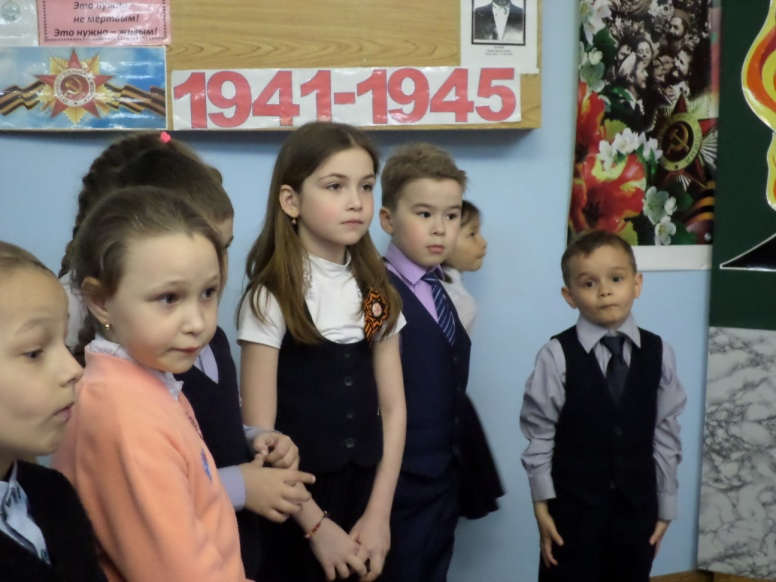 Это нужно
не мертвым!
Это нужно – живым!
1941-1945